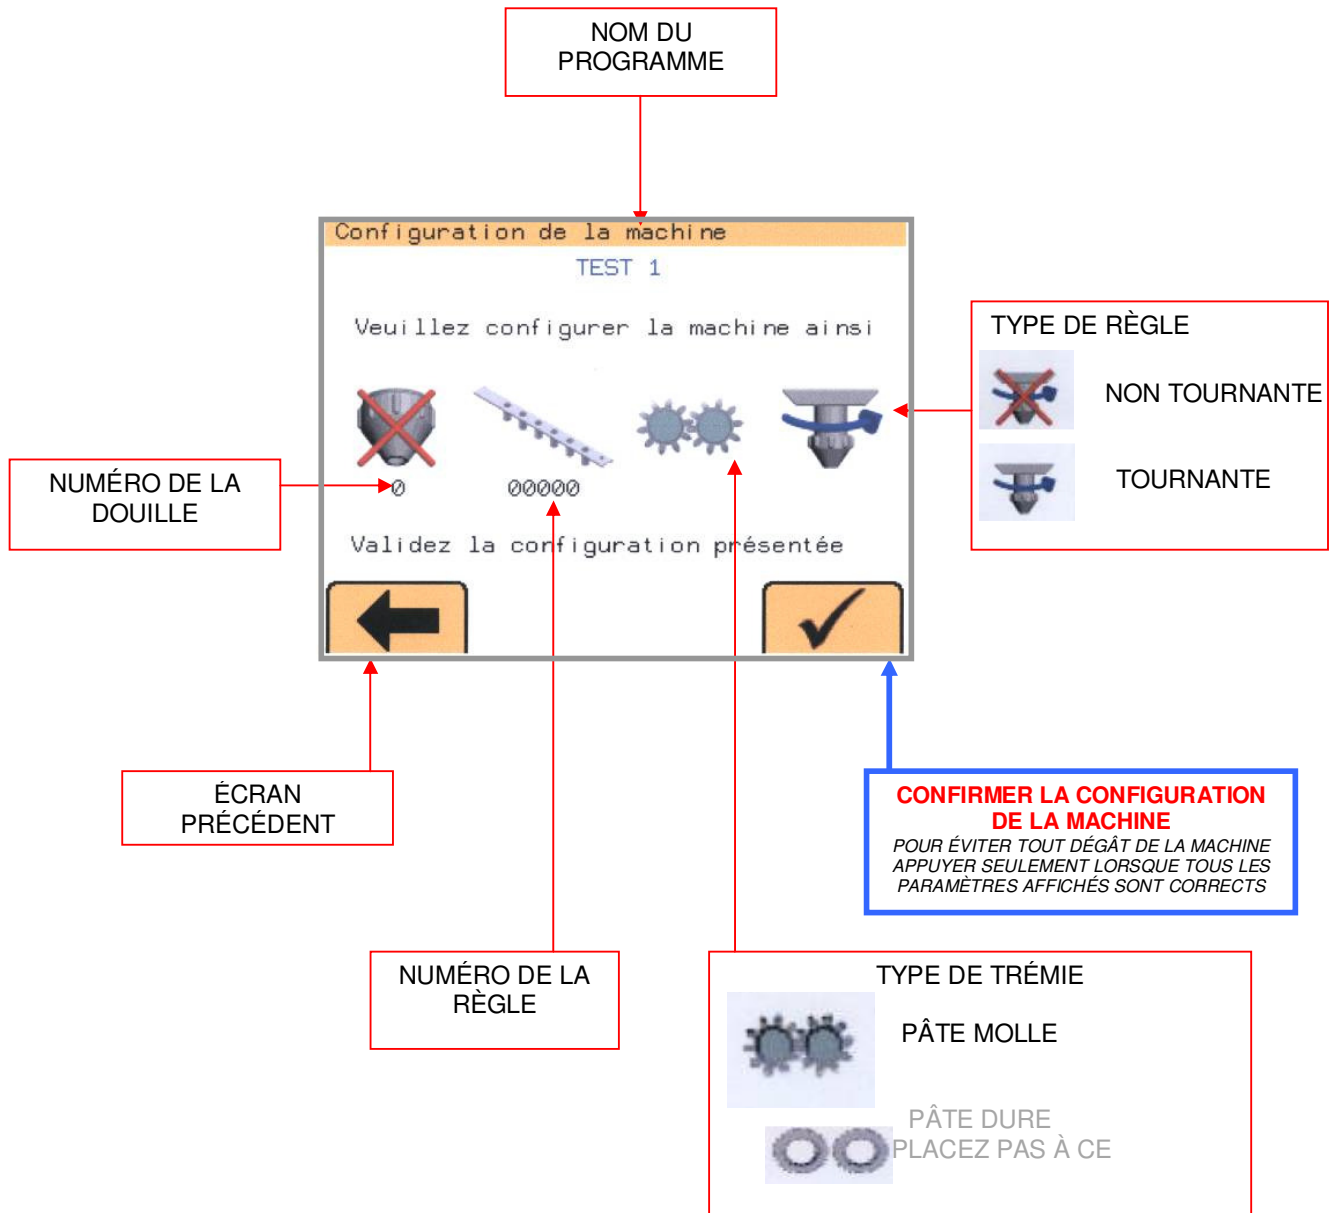 NOM DU
PROGRAMME
Configuration de la machine
TEST 1
Veuillez configurer la machine ainsi
0
00000
Validez la configuration présentée
TYPE DE RÈGLE
NON TOURNANTE
TOURNANTE
NUMÉRO DE LA
DOUILLE
ÉCRAN
PRÉCÉDENT
CONFIRMER LA CONFIGURATION
DE LA MACHINE
POUR ÉVITER TOUT DÉGÂT DE LA MACHINE
APPUYER SEULEMENT LORSQUE TOUS LES
PARAMÈTRES AFFICHÉS SONT CORRECTS
NUMÉRO DE LA
RÈGLE
TYPE DE TRÉMIE
PÂTE MOLLE
PÂTE DURE
PLACEZ PAS À CE